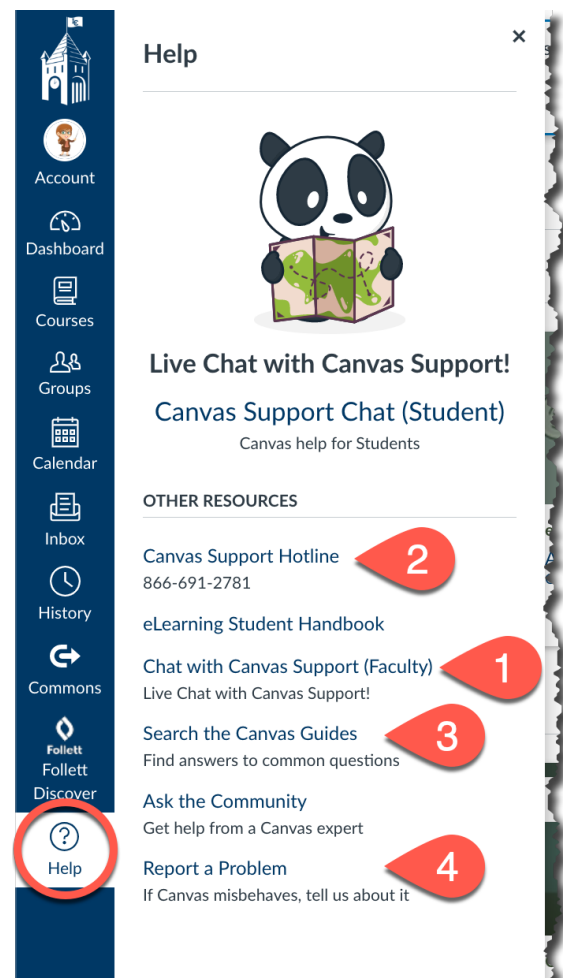 Help
×
Account
Dashboard
Courses
Groups
Calendar
Inbox
History
Commons
Follett
Follett
Discover
Help
Live Chat with Canvas Support!
Canvas Support Chat (Student)
Canvas help for Students
OTHER RESOURCES
Canvas Support Hotline
2
866-691-2781
eLearning Student Handbook
Chat with Canvas Support (Faculty)
1
Live Chat with Canvas Support!
Search the Canvas Guides
3
Find answers to common questions
Ask the Community
Get help from a Canvas expert
Report a Problem
4
If Canvas misbehaves, tell us about it